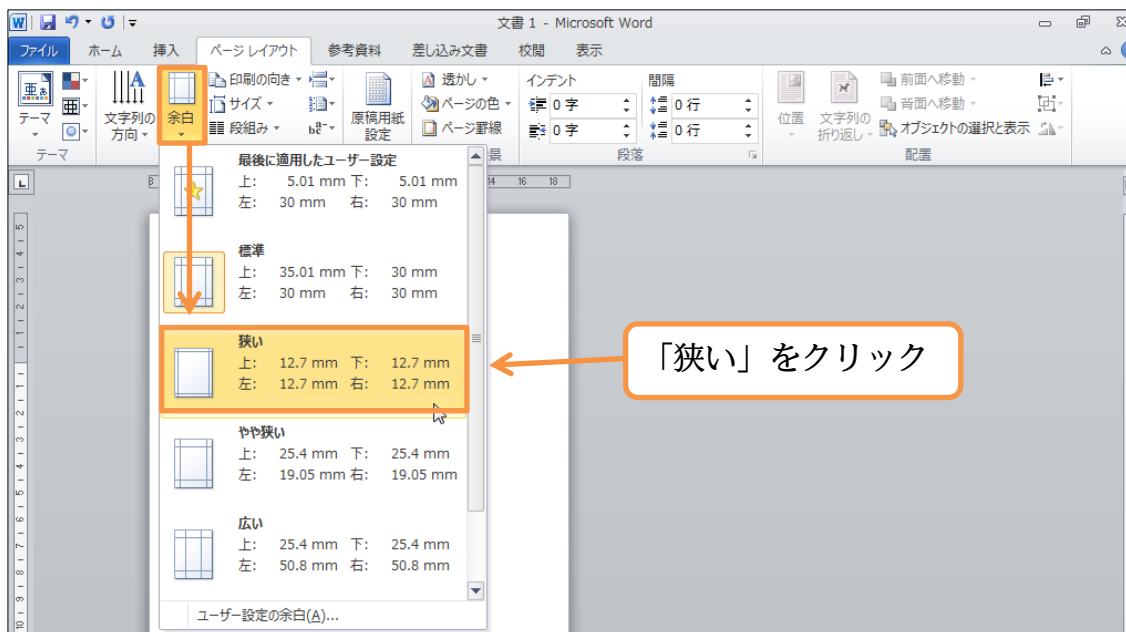 文書 1 - Microsoft Word
ファイル ホーム 挿入 ページ レイアウト 参考資料 差し込み文書 校閲 表示
亜あ
テーマ
文字列の
方向
余白
印刷の向き
サイズ
段組み
原稿用紙
設定
透かし
ページの色
ページ罫線
インデント
0 字
0 字
間隔
0 行
0 行
位置
文字列の
折り返し
前面へ移動
背面へ移動
オブジェクトの選択と表示
テーマ 景 段落 配置
8 14 16 18
最後に適用したユーザー設定
上: 5.01 mm 下: 5.01 mm
左: 30 mm 右: 30 mm
標準
上: 35.01 mm 下: 30 mm
左: 30 mm 右: 30 mm
狭い
上: 12.7 mm 下: 12.7 mm
左: 12.7 mm 右: 12.7 mm
「狭い」をクリック
やや狭い
上: 25.4 mm 下: 25.4 mm
左: 19.05 mm 右: 19.05 mm
広い
上: 25.4 mm 下: 25.4 mm
左: 50.8 mm 右: 50.8 mm
ユーザー設定の余白(A)...